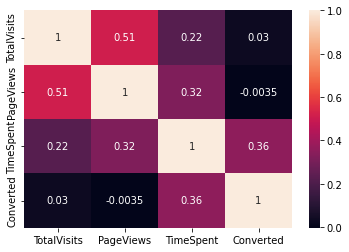 TotalVisits 1 0.51 0.22 0.03
PageViews 0.51 1 0.32 -0.0035
TimeSpent 0.22 0.32 1 0.36
Converted 0.03 -0.0035 0.36 1
TotalVisits PageViews TimeSpent Converted
1.0
0.8
0.6
0.4
0.2
0.0